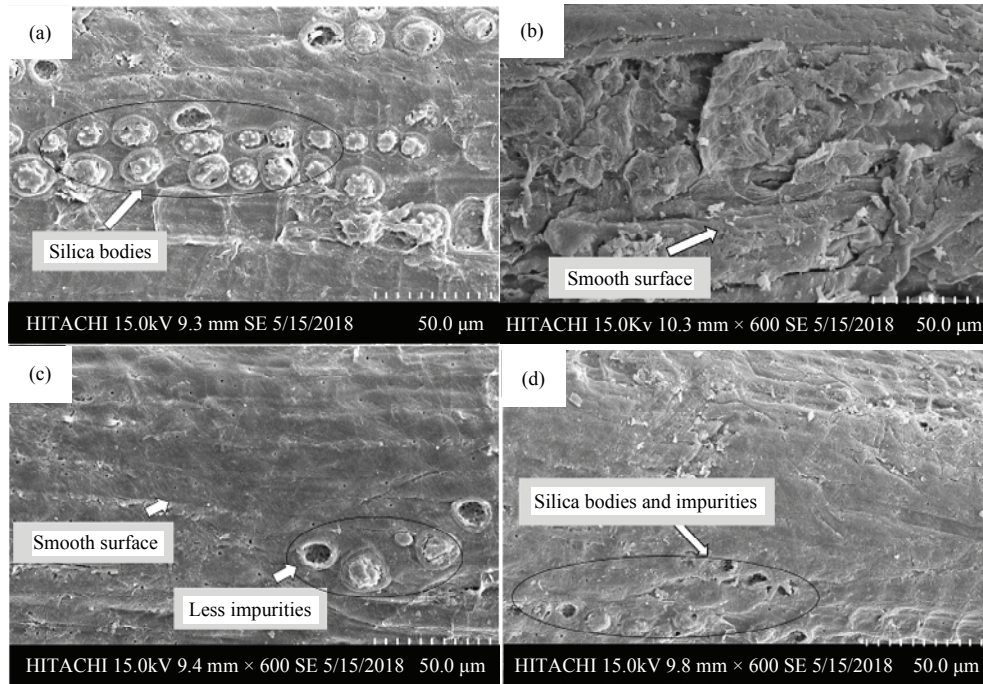 (a)
Silica bodies
HITACHI 15.0kV 9.3 mm SE 5/15/2018 50.0 μm
(b)
Smooth surface
HITACHI 15.0Kv 10.3 mm × 600 SE 5/15/2018 50.0 μm
(c)
Smooth surface
Less impurities
HITACHI 15.0kV 9.4 mm × 600 SE 5/15/2018 50.0 μm
(d)
Silica bodies and impurities
HITACHI 15.0kV 9.8 mm × 600 SE 5/15/2018 50.0 μm